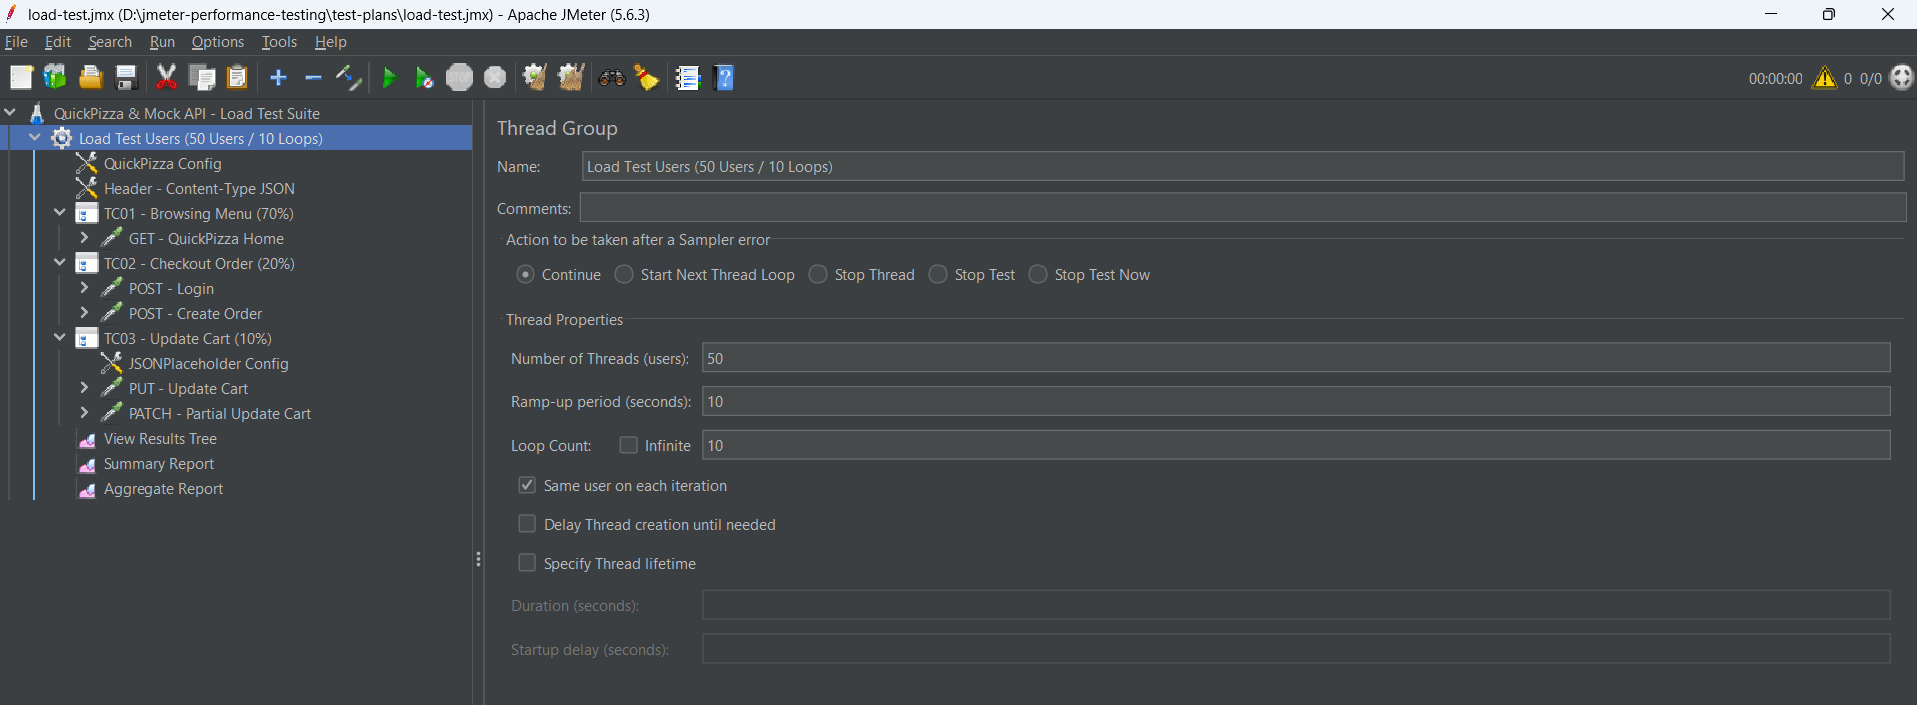 load-test.jmx (D:\jmeter-performance-testing\test-plans\load-test.jmx) - Apache JMeter (5.6.3)
File Edit Search Run Options Tools Help
STOP
?
00:00:00 0 0/0
QuickPizza & Mock API - Load Test Suite
Load Test Users (50 Users / 10 Loops)
QuickPizza Config
Header - Content-Type JSON
TC01 - Browsing Menu (70%)
GET - QuickPizza Home
TC02 - Checkout Order (20%)
POST - Login
POST - Create Order
TC03 - Update Cart (10%)
JSONPlaceholder Config
PUT - Update Cart
PATCH - Partial Update Cart
View Results Tree
Summary Report
Aggregate Report
Thread Group
Name: Load Test Users (50 Users / 10 Loops)
Comments:
Action to be taken after a Sampler error
Continue Start Next Thread Loop Stop Thread Stop Test Stop Test Now
Thread Properties
Number of Threads (users): 50
Ramp-up period (seconds): 10
Loop Count: Infinite 10
Same user on each iteration
Delay Thread creation until needed
Specify Thread lifetime
Duration (seconds):
Startup delay (seconds):